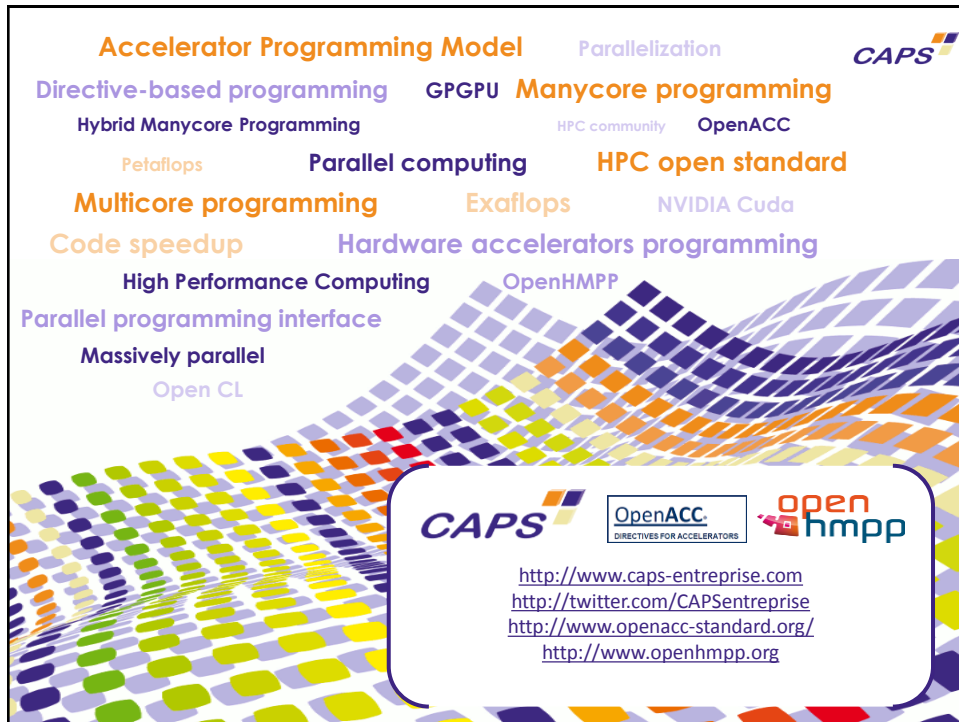 Accelerator Programming Model Parallelization
CAPS
Directive-based programming GPGPU Manycore programming
Hybrid Manycore Programming HPC community OpenACC
Petaflops Parallel computing HPC open standard
Multicore programming Exaflops NVIDIA Cuda
Code speedup Hardware accelerators programming
High Performance Computing OpenHMPP
Parallel programming interface
Massively parallel
Open CL
CAPS
OpenACC.
DIRECTIVES FOR ACCELERATORS
open
hmpp
http://www.caps-entreprise.com
http://twitter.com/CAPSentreprise
http://www.openacc-standard.org/
http://www.openhmpp.org